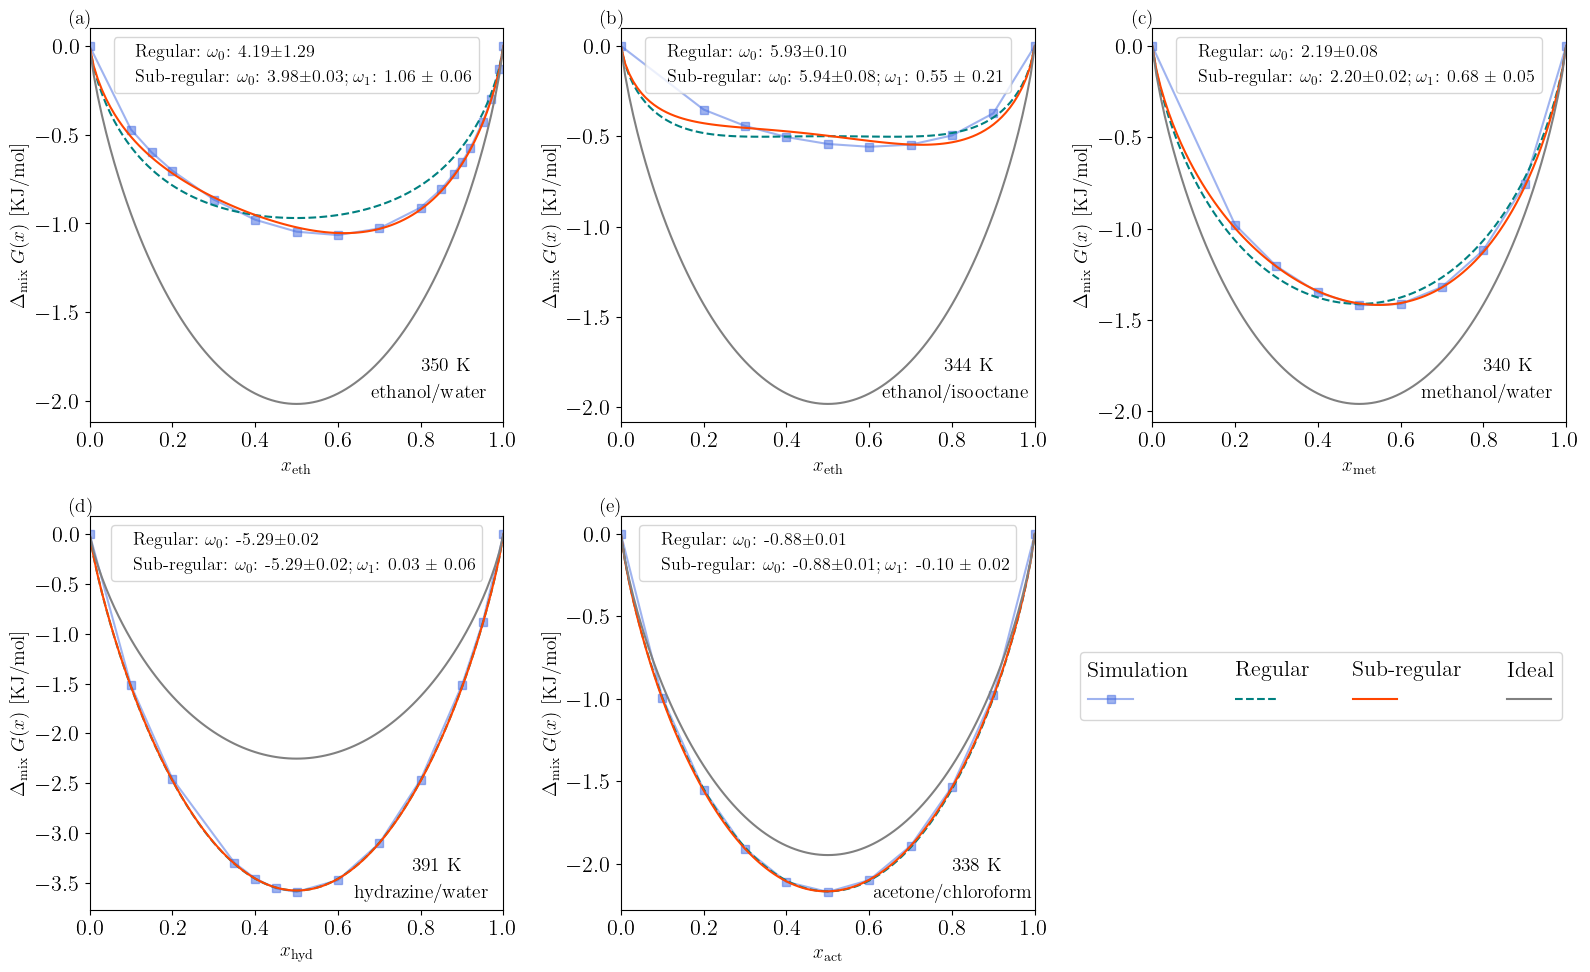 (a)
Regular: ω₀: 4.19±1.29
Sub-regular: ω₀: 3.98±0.03; ω₁: 1.06 ± 0.06
0.0
−0.5
−1.0
−1.5
−2.0
Δmix G(x) [KJ/mol]
350 K
ethanol/water
0.0 0.2 0.4 0.6 0.8 1.0
xeth
(b)
Regular: ω₀: 5.93±0.10
Sub-regular: ω₀: 5.94±0.08; ω₁: 0.55 ± 0.21
0.0
−0.5
−1.0
−1.5
−2.0
Δmix G(x) [KJ/mol]
344 K
ethanol/isooctane
0.0 0.2 0.4 0.6 0.8 1.0
xeth
(c)
Regular: ω₀: 2.19±0.08
Sub-regular: ω₀: 2.20±0.02; ω₁: 0.68 ± 0.05
0.0
−0.5
−1.0
−1.5
−2.0
Δmix G(x) [KJ/mol]
340 K
methanol/water
0.0 0.2 0.4 0.6 0.8 1.0
xmet
(d)
Regular: ω₀: -5.29±0.02
Sub-regular: ω₀: -5.29±0.02; ω₁: 0.03 ± 0.06
0.0
−0.5
−1.0
−1.5
−2.0
−2.5
−3.0
−3.5
Δmix G(x) [KJ/mol]
391 K
hydrazine/water
0.0 0.2 0.4 0.6 0.8 1.0
xhyd
(e)
Regular: ω₀: -0.88±0.01
Sub-regular: ω₀: -0.88±0.01; ω₁: -0.10 ± 0.02
0.0
−0.5
−1.0
−1.5
−2.0
Δmix G(x) [KJ/mol]
338 K
acetone/chloroform
0.0 0.2 0.4 0.6 0.8 1.0
xact
Simulation Regular Sub-regular Ideal